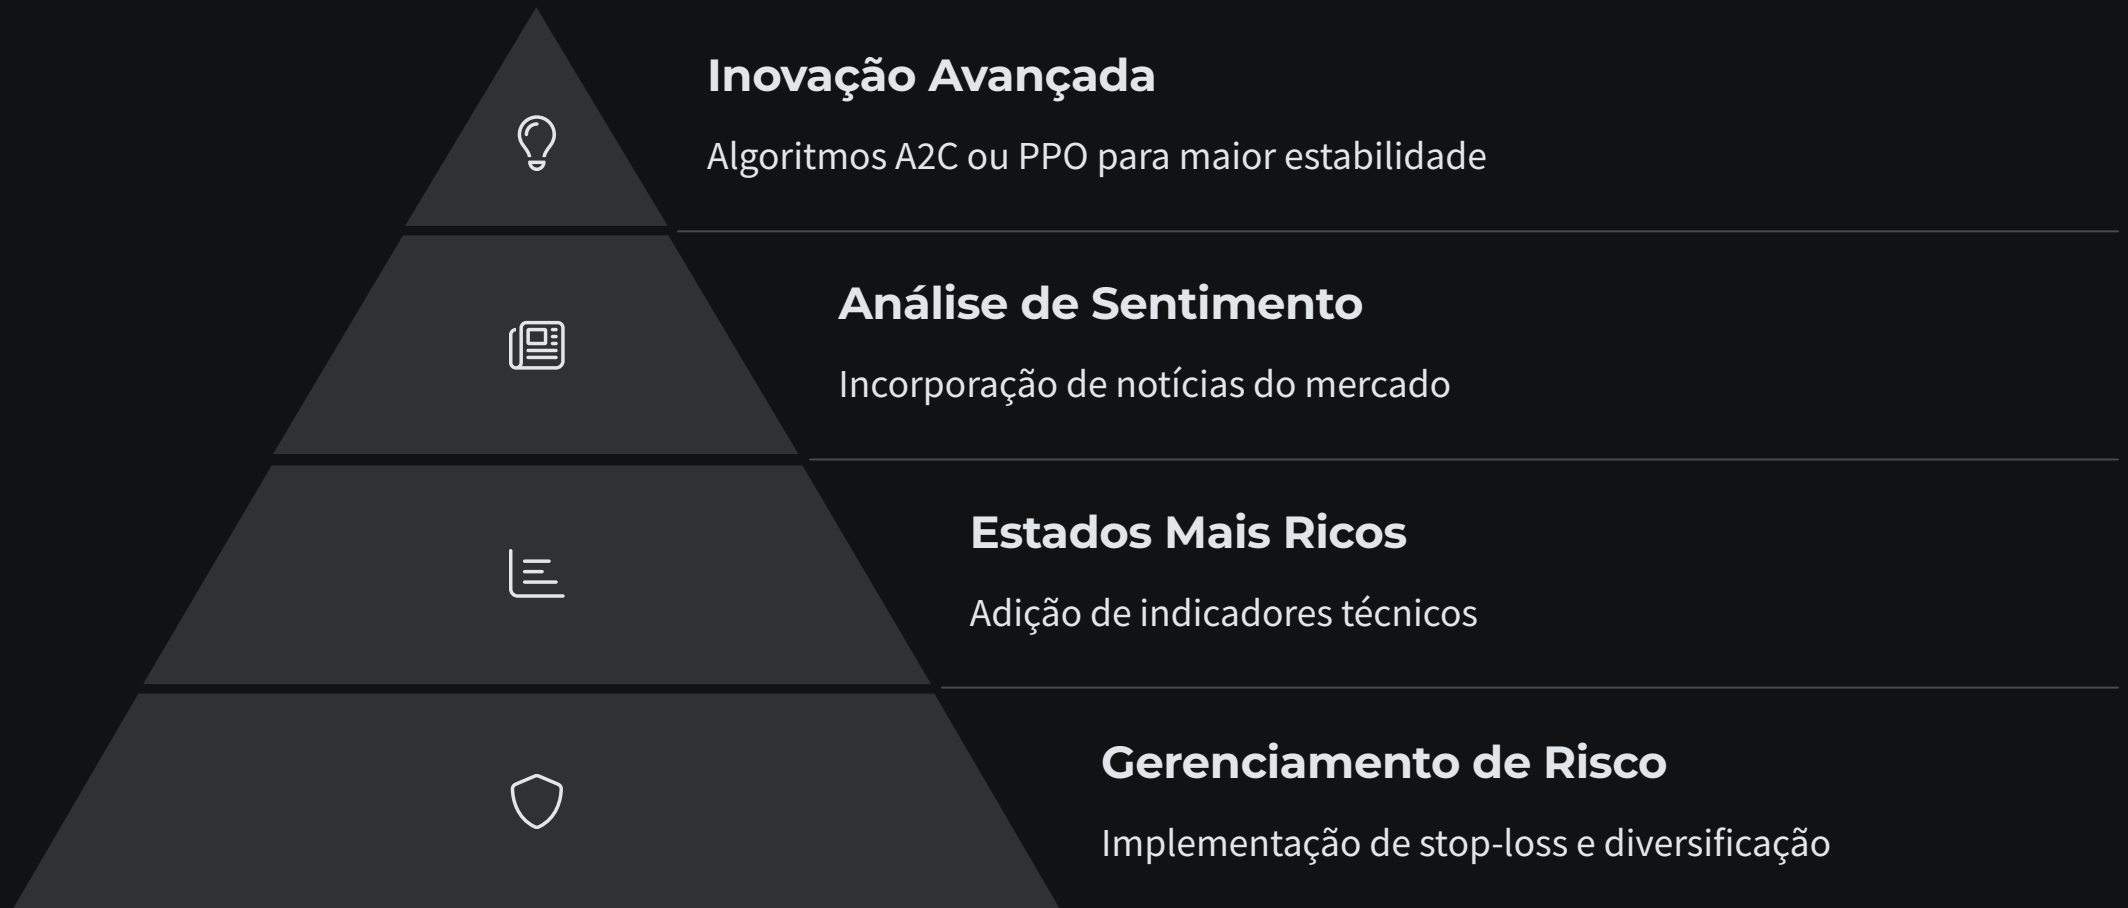 Inovação Avançada
Algoritmos A2C ou PPO para maior estabilidade
Análise de Sentimento
Incorporação de notícias do mercado
Estados Mais Ricos
Adição de indicadores técnicos
Gerenciamento de Risco
Implementação de stop-loss e diversificação